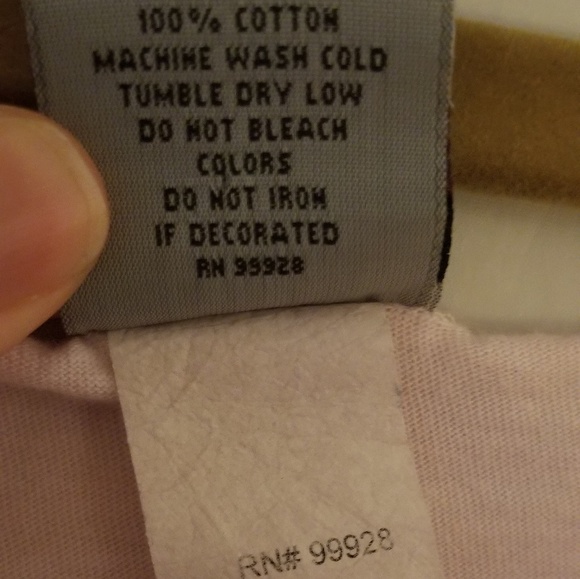 100% COTTON
MACHINE WASH COLD
TUMBLE DRY LOW
DO NOT BLEACH
COLORS
DO NOT IRON
IF DECORATED
RN 99928
RN# 99928